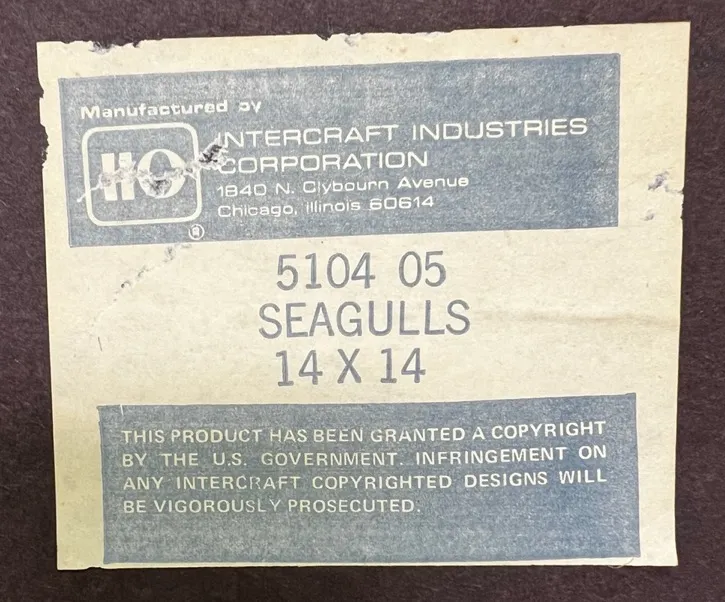 Manufactured by
INTERCRAFT INDUSTRIES
CORPORATION
1840 N. Clybourn Avenue
Chicago, Illinois 60614
®
5104 05
SEAGULLS
14 X 14
THIS PRODUCT HAS BEEN GRANTED A COPYRIGHT
BY THE U.S. GOVERNMENT. INFRINGEMENT ON
ANY INTERCRAFT COPYRIGHTED DESIGNS WILL
BE VIGOROUSLY PROSECUTED.